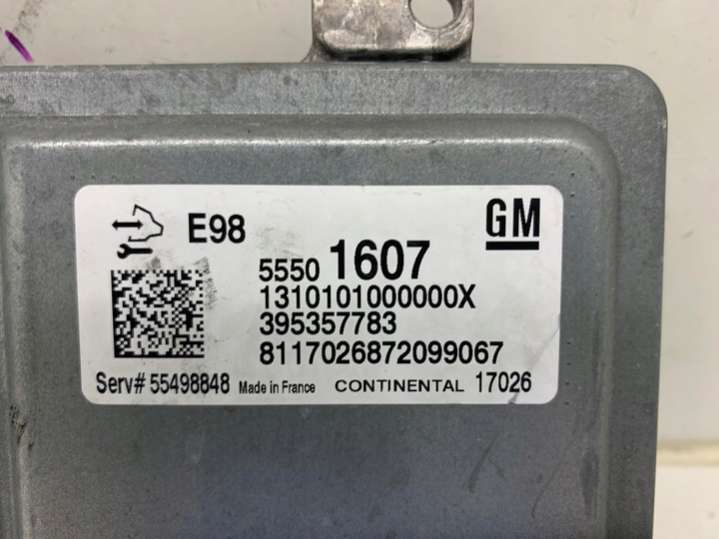 E98
GM
5550 1607
1310101000000X
395357783
8117026872099067
Serv# 55498848 Made in France CONTINENTAL 17026